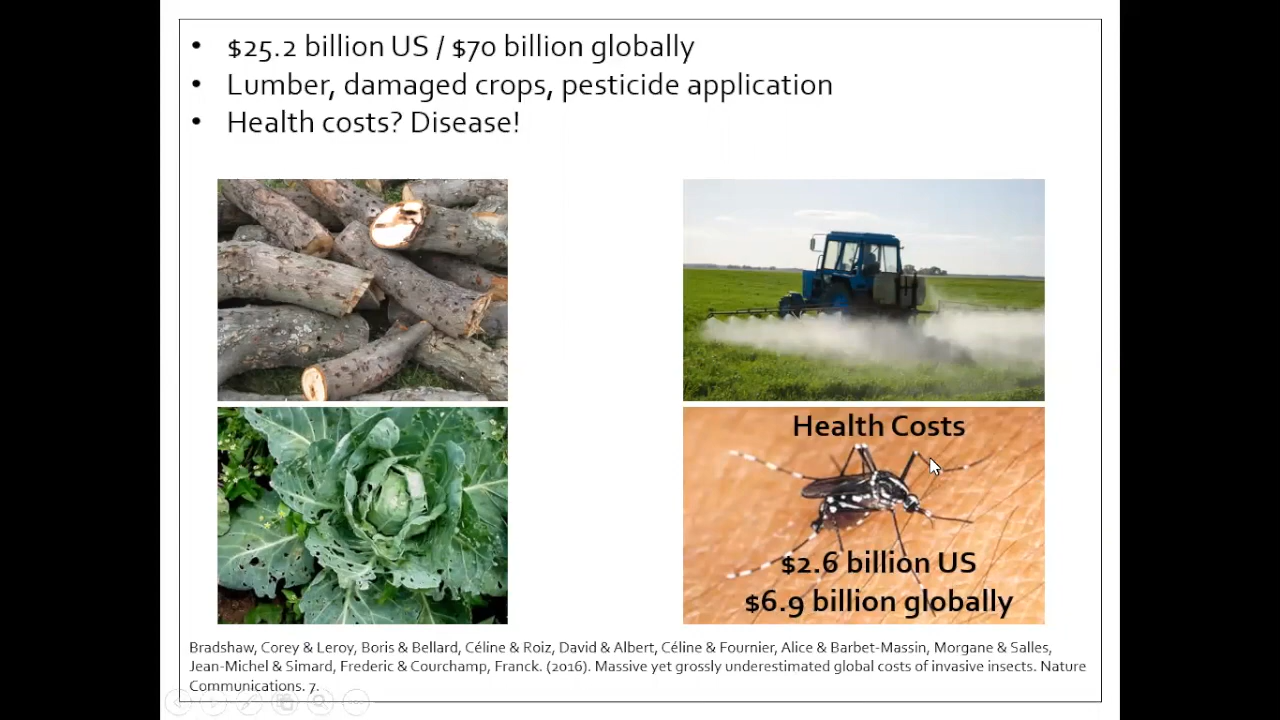 • $25.2 billion US / $70 billion globally
• Lumber, damaged crops, pesticide application
• Health costs? Disease!
Health Costs
$2.6 billion US
$6.9 billion globally
Bradshaw, Corey & Leroy, Boris & Bellard, Céline & Roiz, David & Albert, Céline & Fournier, Alice & Barbet-Massin, Morgane & Salles,
Jean-Michel & Simard, Frederic & Courchamp, Franck. (2016). Massive yet grossly underestimated global costs of invasive insects. Nature
Communications. 7.